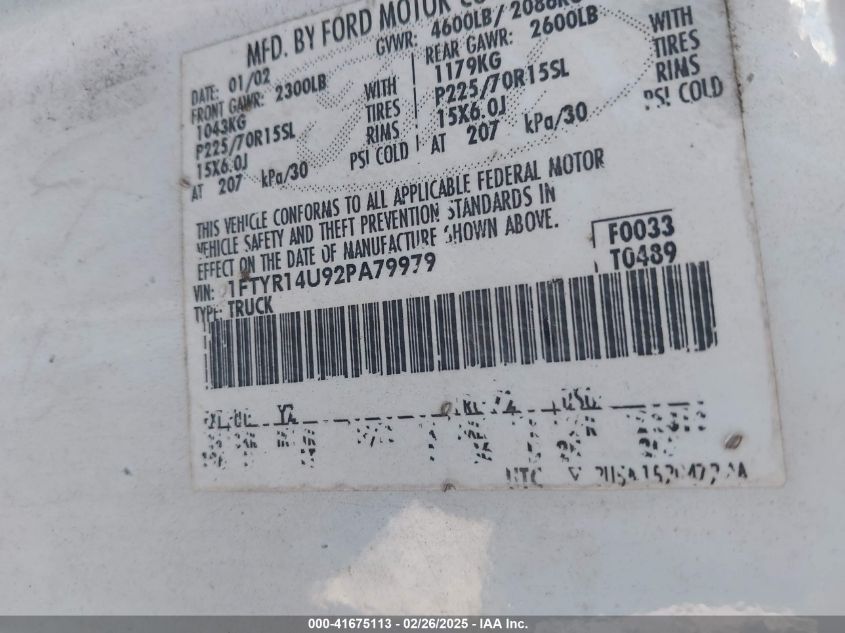 MFD. BY FORD MOTOR
GVWR: 4600LB/ 2086KG
DATE: 01/02
FRONT GAWR: 2300LB
1043KG WITH
P225/70R15SL TIRES
15X6.0J RIMS
AT 207 kPa/30 PSI COLD
REAR GAWR: 2600LB
1179KG WITH
P225/70R15SL TIRES
15X6.0J RIMS
AT 207 kPa/30 PSI COLD
THIS VEHICLE CONFORMS TO ALL APPLICABLE FEDERAL MOTOR
VEHICLE SAFETY AND THEFT PREVENTION STANDARDS IN
EFFECT ON THE DATE OF MANUFACTURE SHOWN ABOVE.
VIN: 1FTYR14U92PA79979
TYPE: TRUCK
F0033
T0489
UTC
000-41675113 - 02/26/2025 - IAA Inc.